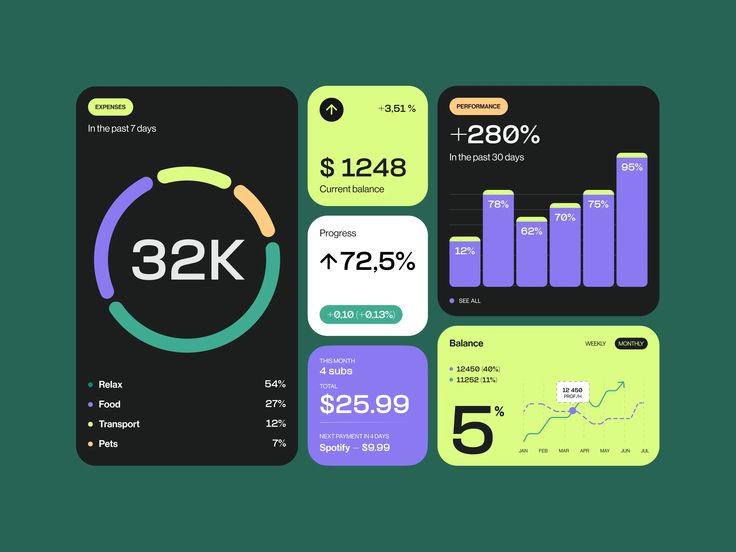 EXPENSES
In the past 7 days
32K
Relax 54%
Food 27%
Transport 12%
Pets 7%
+3,51 %
$ 1248
Current balance
Progress
↑72,5%
+0,10 (+0,13%)
THIS MONTH
4 subs
TOTAL
$25.99
NEXT PAYMENT IN 4 DAYS
Spotify — $9.99
PERFORMANCE
+280%
In the past 30 days
12%
78%
62%
70%
75%
95%
SEE ALL
Balance
WEEKLY
MONTHLY
12450 (40%)
11252 (11%)
5%
12 450
PROF./H
JAN FEB MAR APR MAY JUN JUL